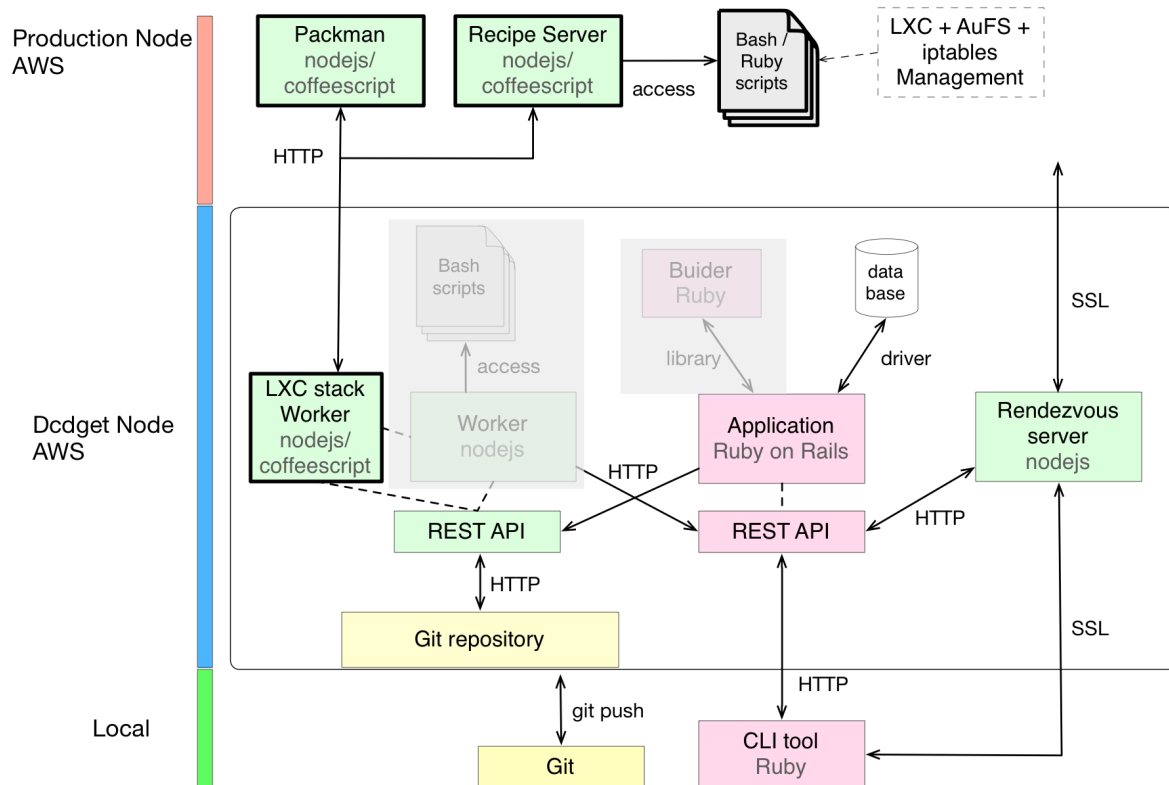 Production Node
AWS
Packman
nodejs/
coffeescript
Recipe Server
nodejs/
coffeescript
access
Bash /
Ruby
scripts
LXC + AuFS +
iptables
Management
HTTP
Bash
scripts
access
Buider
Ruby
library
data
base
driver
SSL
Dcdget Node
AWS
LXC stack
Worker
nodejs/
coffeescript
Worker
nodejs
Application
Ruby on Rails
Rendezvous
server
nodejs
HTTP
HTTP
REST API
REST API
HTTP
Git repository
SSL
HTTP
Local
git push
Git
CLI tool
Ruby